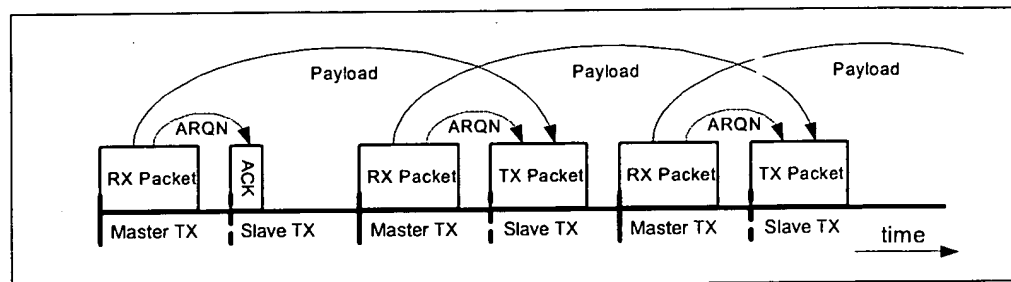 Payload
Payload
Payload
ARQN
ARQN
ARQN
RX Packet
ACK
RX Packet
TX Packet
RX Packet
TX Packet
Master TX
Slave TX
Master TX
Slave TX
Master TX
Slave TX
time